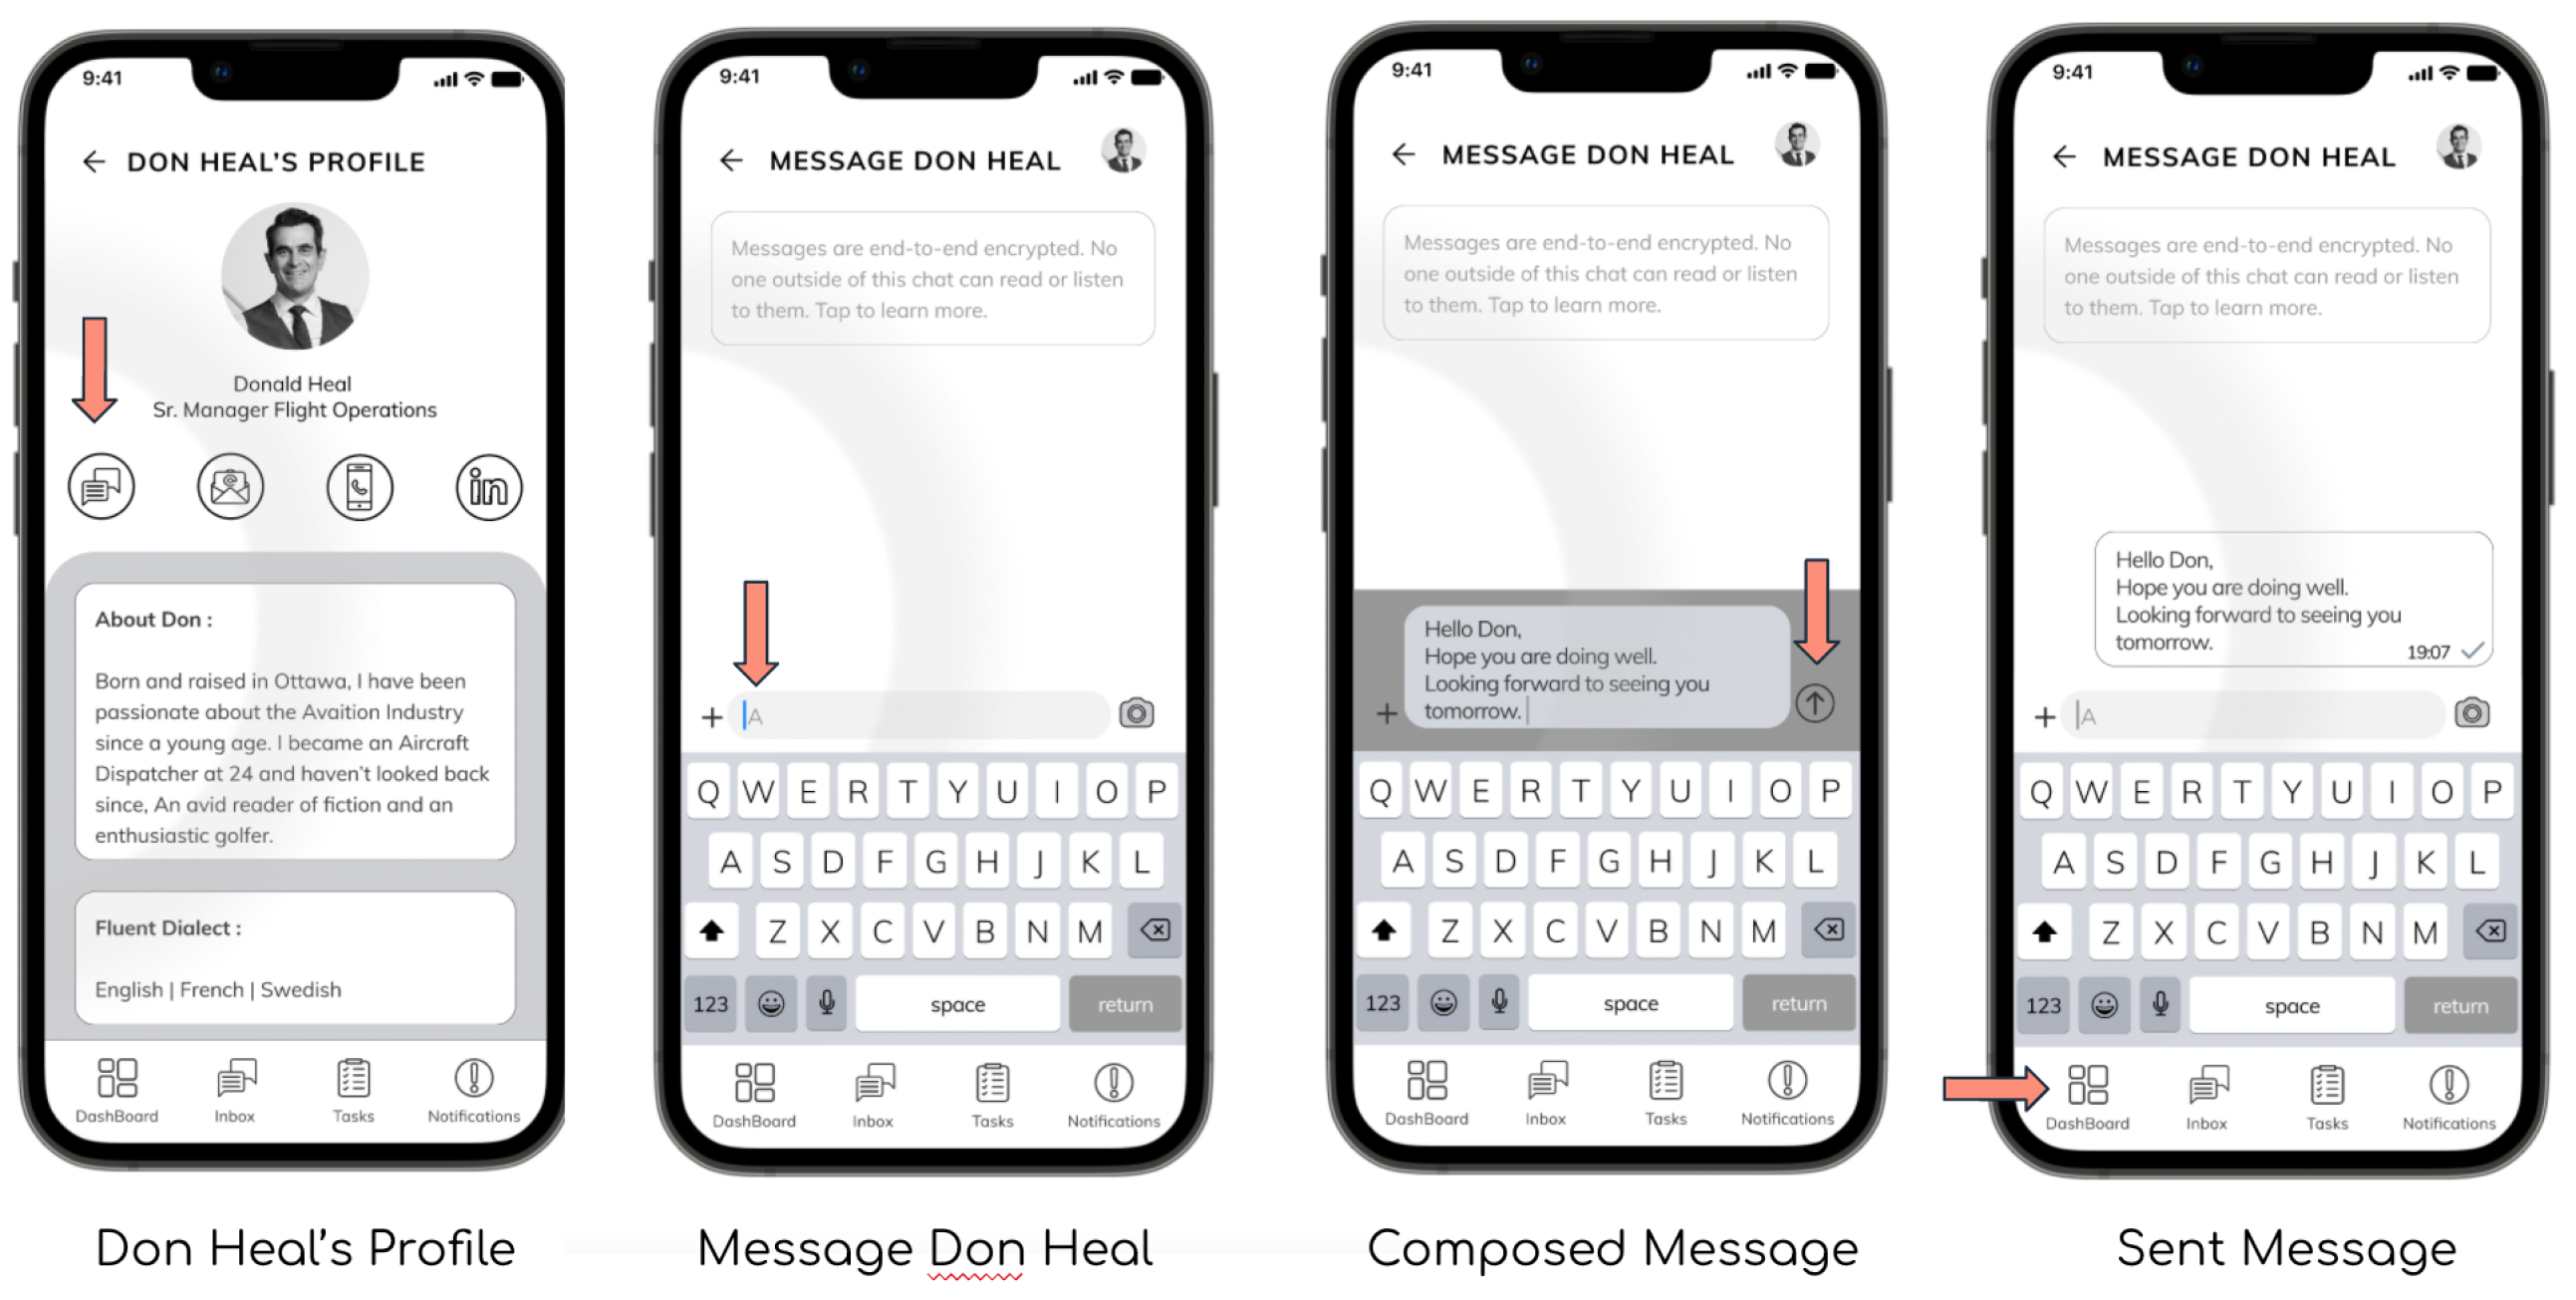 9:41
← DON HEAL'S PROFILE
Donald Heal
Sr. Manager Flight Operations
in
About Don :
Born and raised in Ottawa, I have been
passionate about the Avaition Industry
since a young age. I became an Aircraft
Dispatcher at 24 and haven't looked back
since, An avid reader of fiction and an
enthusiastic golfer.
Fluent Dialect :
English | French | Swedish
DashBoard Inbox Tasks Notifications
Don Heal's Profile
9:41
← MESSAGE DON HEAL
Messages are end-to-end encrypted. No
one outside of this chat can read or listen
to them. Tap to learn more.
+ A
Q W E R T Y U I O P
A S D F G H J K L
Z X C V B N M
123 space return
DashBoard Inbox Tasks Notifications
Message Don Heal
9:41
← MESSAGE DON HEAL
Messages are end-to-end encrypted. No
one outside of this chat can read or listen
to them. Tap to learn more.
Hello Don,
Hope you are doing well.
Looking forward to seeing you
+ tomorrow.
Q W E R T Y U I O P
A S D F G H J K L
Z X C V B N M
123 space return
DashBoard Inbox Tasks Notifications
Composed Message
9:41
← MESSAGE DON HEAL
Messages are end-to-end encrypted. No
one outside of this chat can read or listen
to them. Tap to learn more.
Hello Don,
Hope you are doing well.
Looking forward to seeing you
tomorrow.
19:07
+ A
Q W E R T Y U I O P
A S D F G H J K L
Z X C V B N M
123 space return
DashBoard Inbox Tasks Notifications
Sent Message